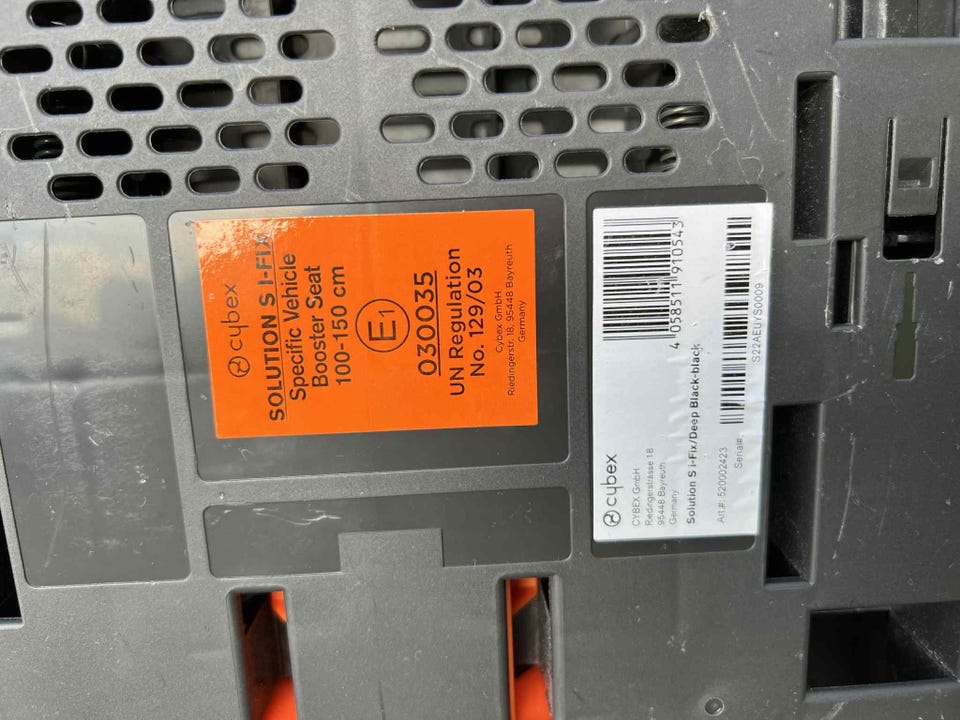 cybex
SOLUTION S I-FIX
Specific Vehicle
Booster Seat
100-150 cm
E1
030035
UN Regulation
No. 129/03
Cybex GmbH
Riedingerstr. 18, 95448 Bayreuth
Germany
cybex
CYBEX GmbH
Riedingerstrasse 18
95448 Bayreuth
Germany
4 058511 910543
Solution S i-Fix/Deep Black-black
Art.#: 520002423
Serial#:
S22AEUYS0009